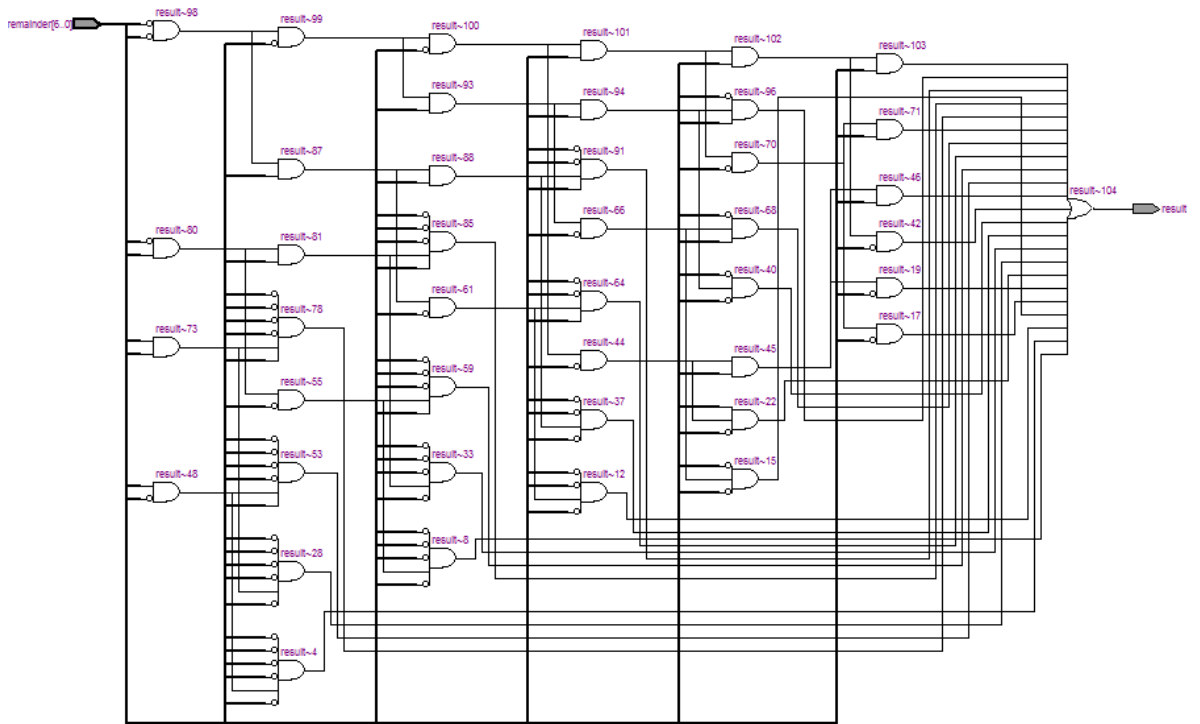 remainder[6..0]
result~98
result~99
result~100
result~101
result~102
result~103
result~93
result~94
result~96
result~71
result~87
result~88
result~91
result~70
result~46
result~104
result
result~80
result~81
result~85
result~66
result~68
result~42
result~78
result~61
result~64
result~40
result~19
result~73
result~17
result~55
result~59
result~44
result~45
result~37
result~22
result~48
result~53
result~33
result~12
result~15
result~28
result~8
result~4